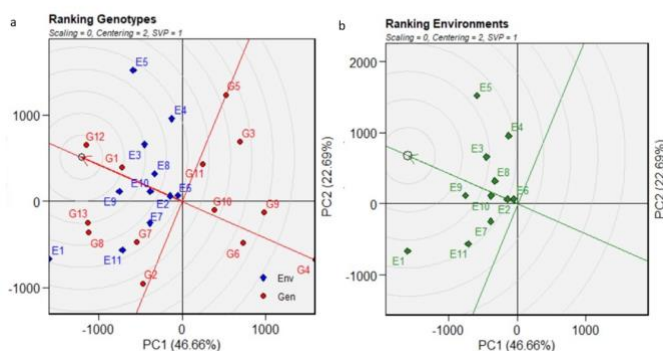 a
Ranking Genotypes
Scaling = 0, Centering = 2, SVP = 1
E5
G5
E4
G12
G3
E3
G1
G11
E8
E10
E6
E9
E2
G10
G9
G13
E7
G8
G7
G6
E1
E11
G2
G4
Env
Gen
1000
0
-1000
-1000
0
1000
PC1 (46.66%)
PC2 (22.69%)
b
Ranking Environments
Scaling = 0, Centering = 2, SVP = 1
E5
E4
E3
E8
E9
E10
E6
E2
E7
E1
E11
2000
1000
0
-1000
-1000
0
PC1 (46.66%)
PC2 (22.69%)